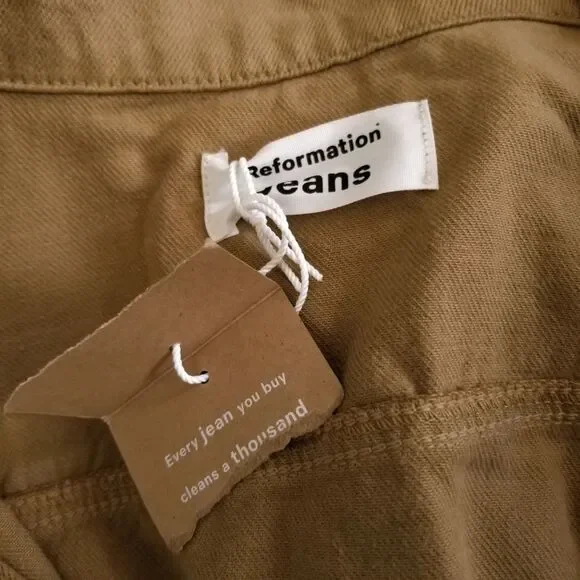 Reformation
Jeans
Every jean you buy
cleans a thousand